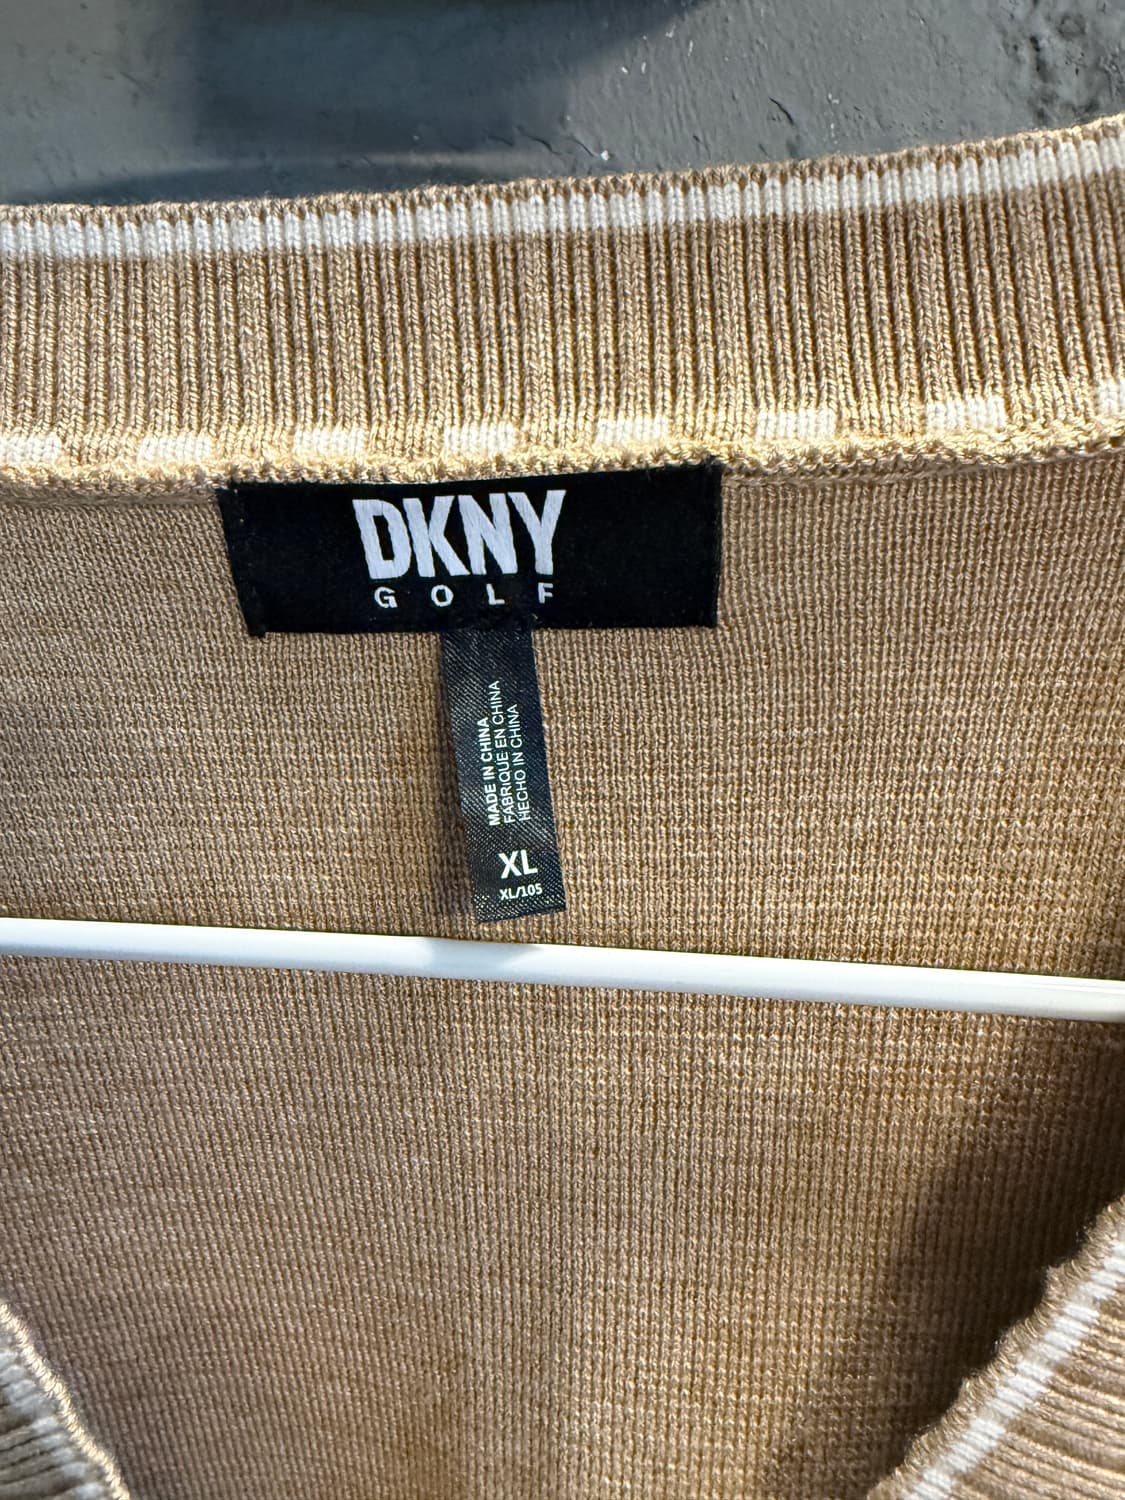 DKNY
GOLF
MADE IN CHINA
FABRIQUE EN CHINA
HECHO IN CHINA
XL
XL/105